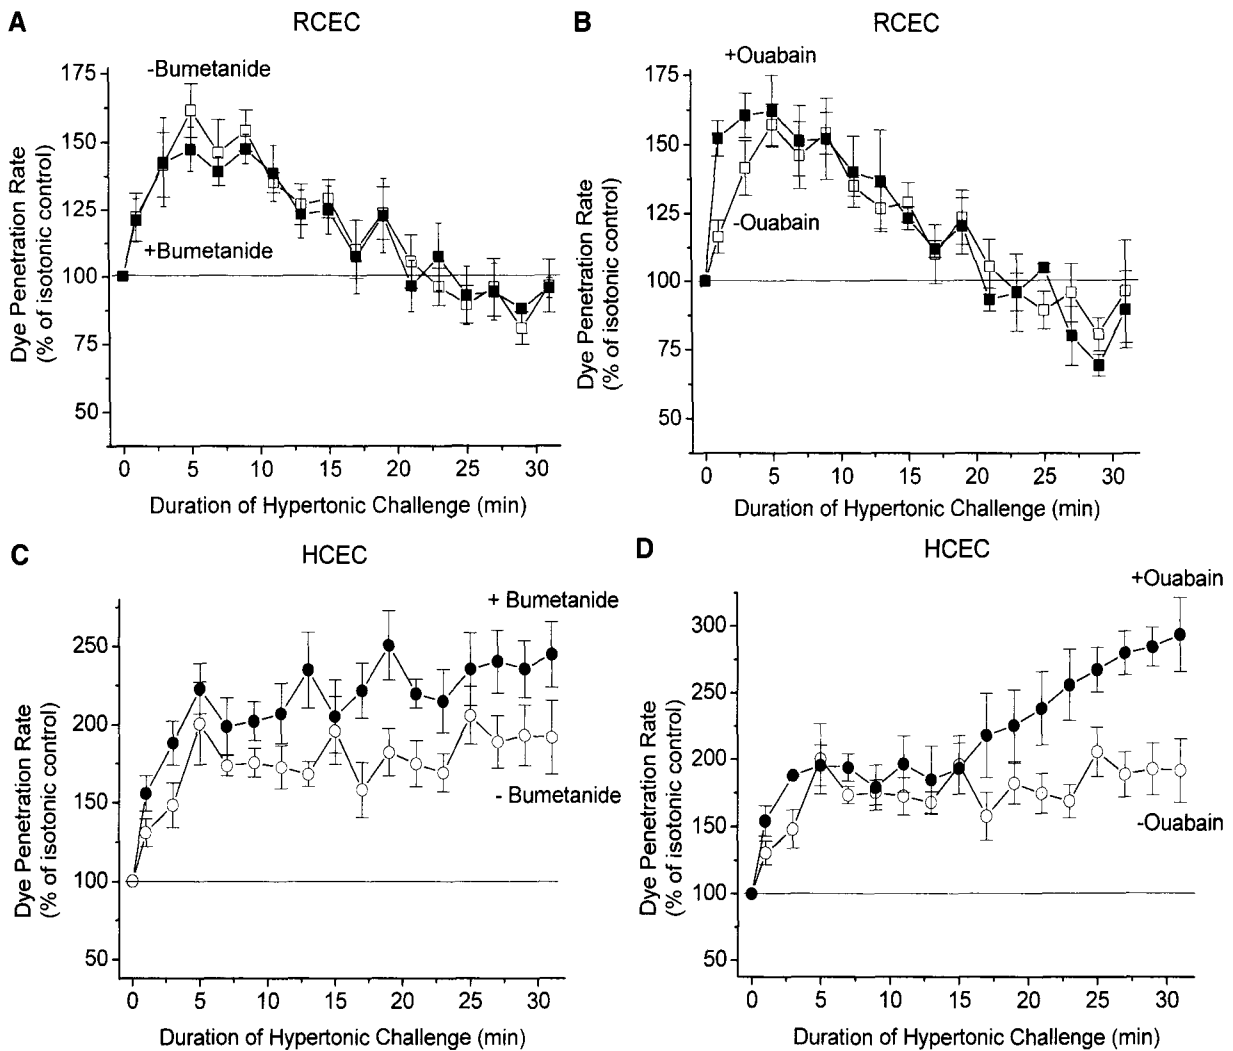 A
RCEC
-Bumetanide
+Bumetanide
Dye Penetration Rate
(% of isotonic control)
175
150
125
100
75
50
0 5 10 15 20 25 30
Duration of Hypertonic Challenge (min)
B
RCEC
+Ouabain
-Ouabain
Dye Penetration Rate
(% of isotonic control)
175
150
125
100
75
50
0 5 10 15 20 25 30
Duration of Hypertonic Challenge (min)
C
HCEC
+ Bumetanide
- Bumetanide
Dye Penetration Rate
(% of isotonic control)
250
200
150
100
50
0 5 10 15 20 25 30
Duration of Hypertonic Challenge (min)
D
HCEC
+Ouabain
-Ouabain
Dye Penetration Rate
(% of isotonic control)
300
250
200
150
100
50
0 5 10 15 20 25 30
Duration of Hypertonic Challenge (min)